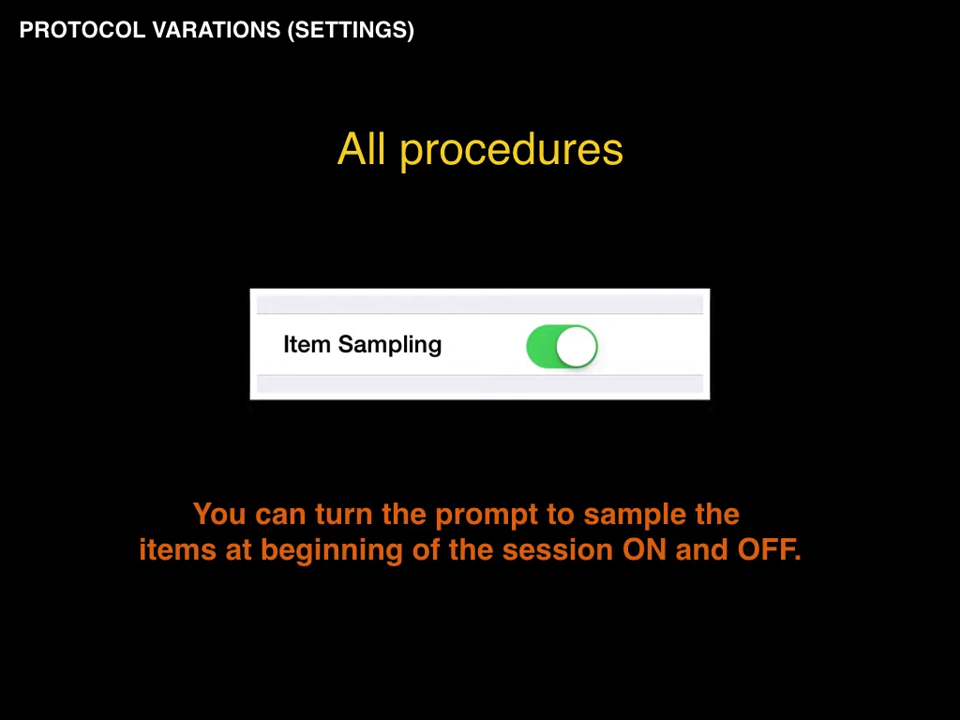 PROTOCOL VARATIONS (SETTINGS)
All procedures
Item Sampling
You can turn the prompt to sample the
items at beginning of the session ON and OFF.